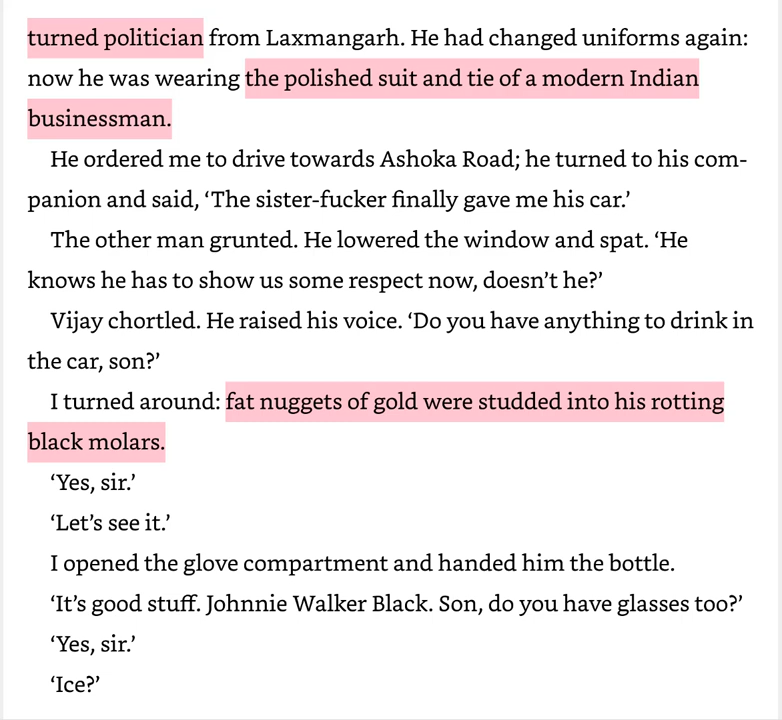 turned politician from Laxmangarh. He had changed uniforms again:
now he was wearing the polished suit and tie of a modern Indian
businessman.
He ordered me to drive towards Ashoka Road; he turned to his com-
panion and said, ‘The sister-fucker finally gave me his car.’
The other man grunted. He lowered the window and spat. ‘He
knows he has to show us some respect now, doesn’t he?’
Vijay chortled. He raised his voice. ‘Do you have anything to drink in
the car, son?’
I turned around: fat nuggets of gold were studded into his rotting
black molars.
‘Yes, sir.’
‘Let’s see it.’
I opened the glove compartment and handed him the bottle.
‘It’s good stuff. Johnnie Walker Black. Son, do you have glasses too?’
‘Yes, sir.’
‘Ice?’